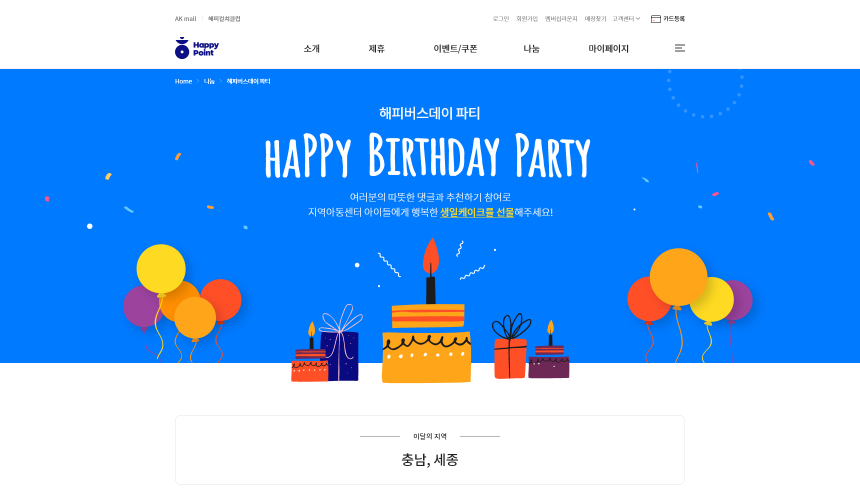 AK mall 해피컬처클럽
로그인 회원가입 멤버십라운지 매장찾기 고객센터 카드등록
Happy
Point
소개 제휴 이벤트/쿠폰 나눔 마이페이지
Home 나눔 해피버스데이 파티
해피버스데이 파티
HAPPY BIRTHDAY PARTY
여러분의 따뜻한 댓글과 추천하기 참여로
지역아동센터 아이들에게 행복한 생일케이크를 선물해주세요!
이달의 지역
충남, 세종